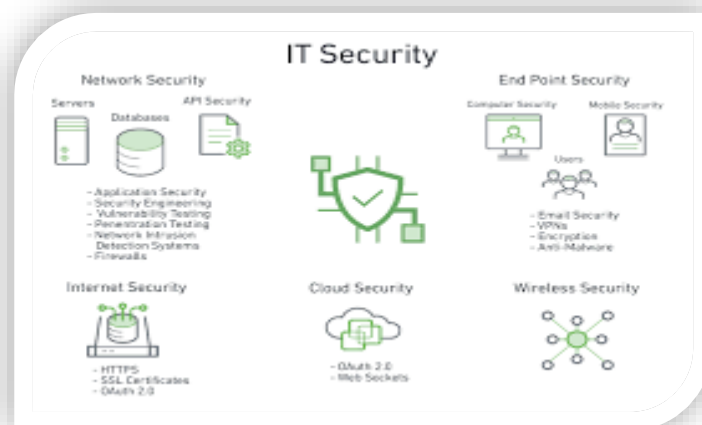 IT Security
Network Security
Servers
Databases
API Security
- Application Security
- Security Engineering
- Vulnerability Testing
- Penentration Testing
- Network Intrusion
Detection Systems
- Firewalls
End Point Security
Computer Security
Mobile Security
Users
- Email Security
- VPNs
- Encryption
- Anti-Malware
Internet Security
- HTTPS
- SSL Certificates
- OAuth 2.0
Cloud Security
- OAuth 2.0
- Web Sockets
Wireless Security